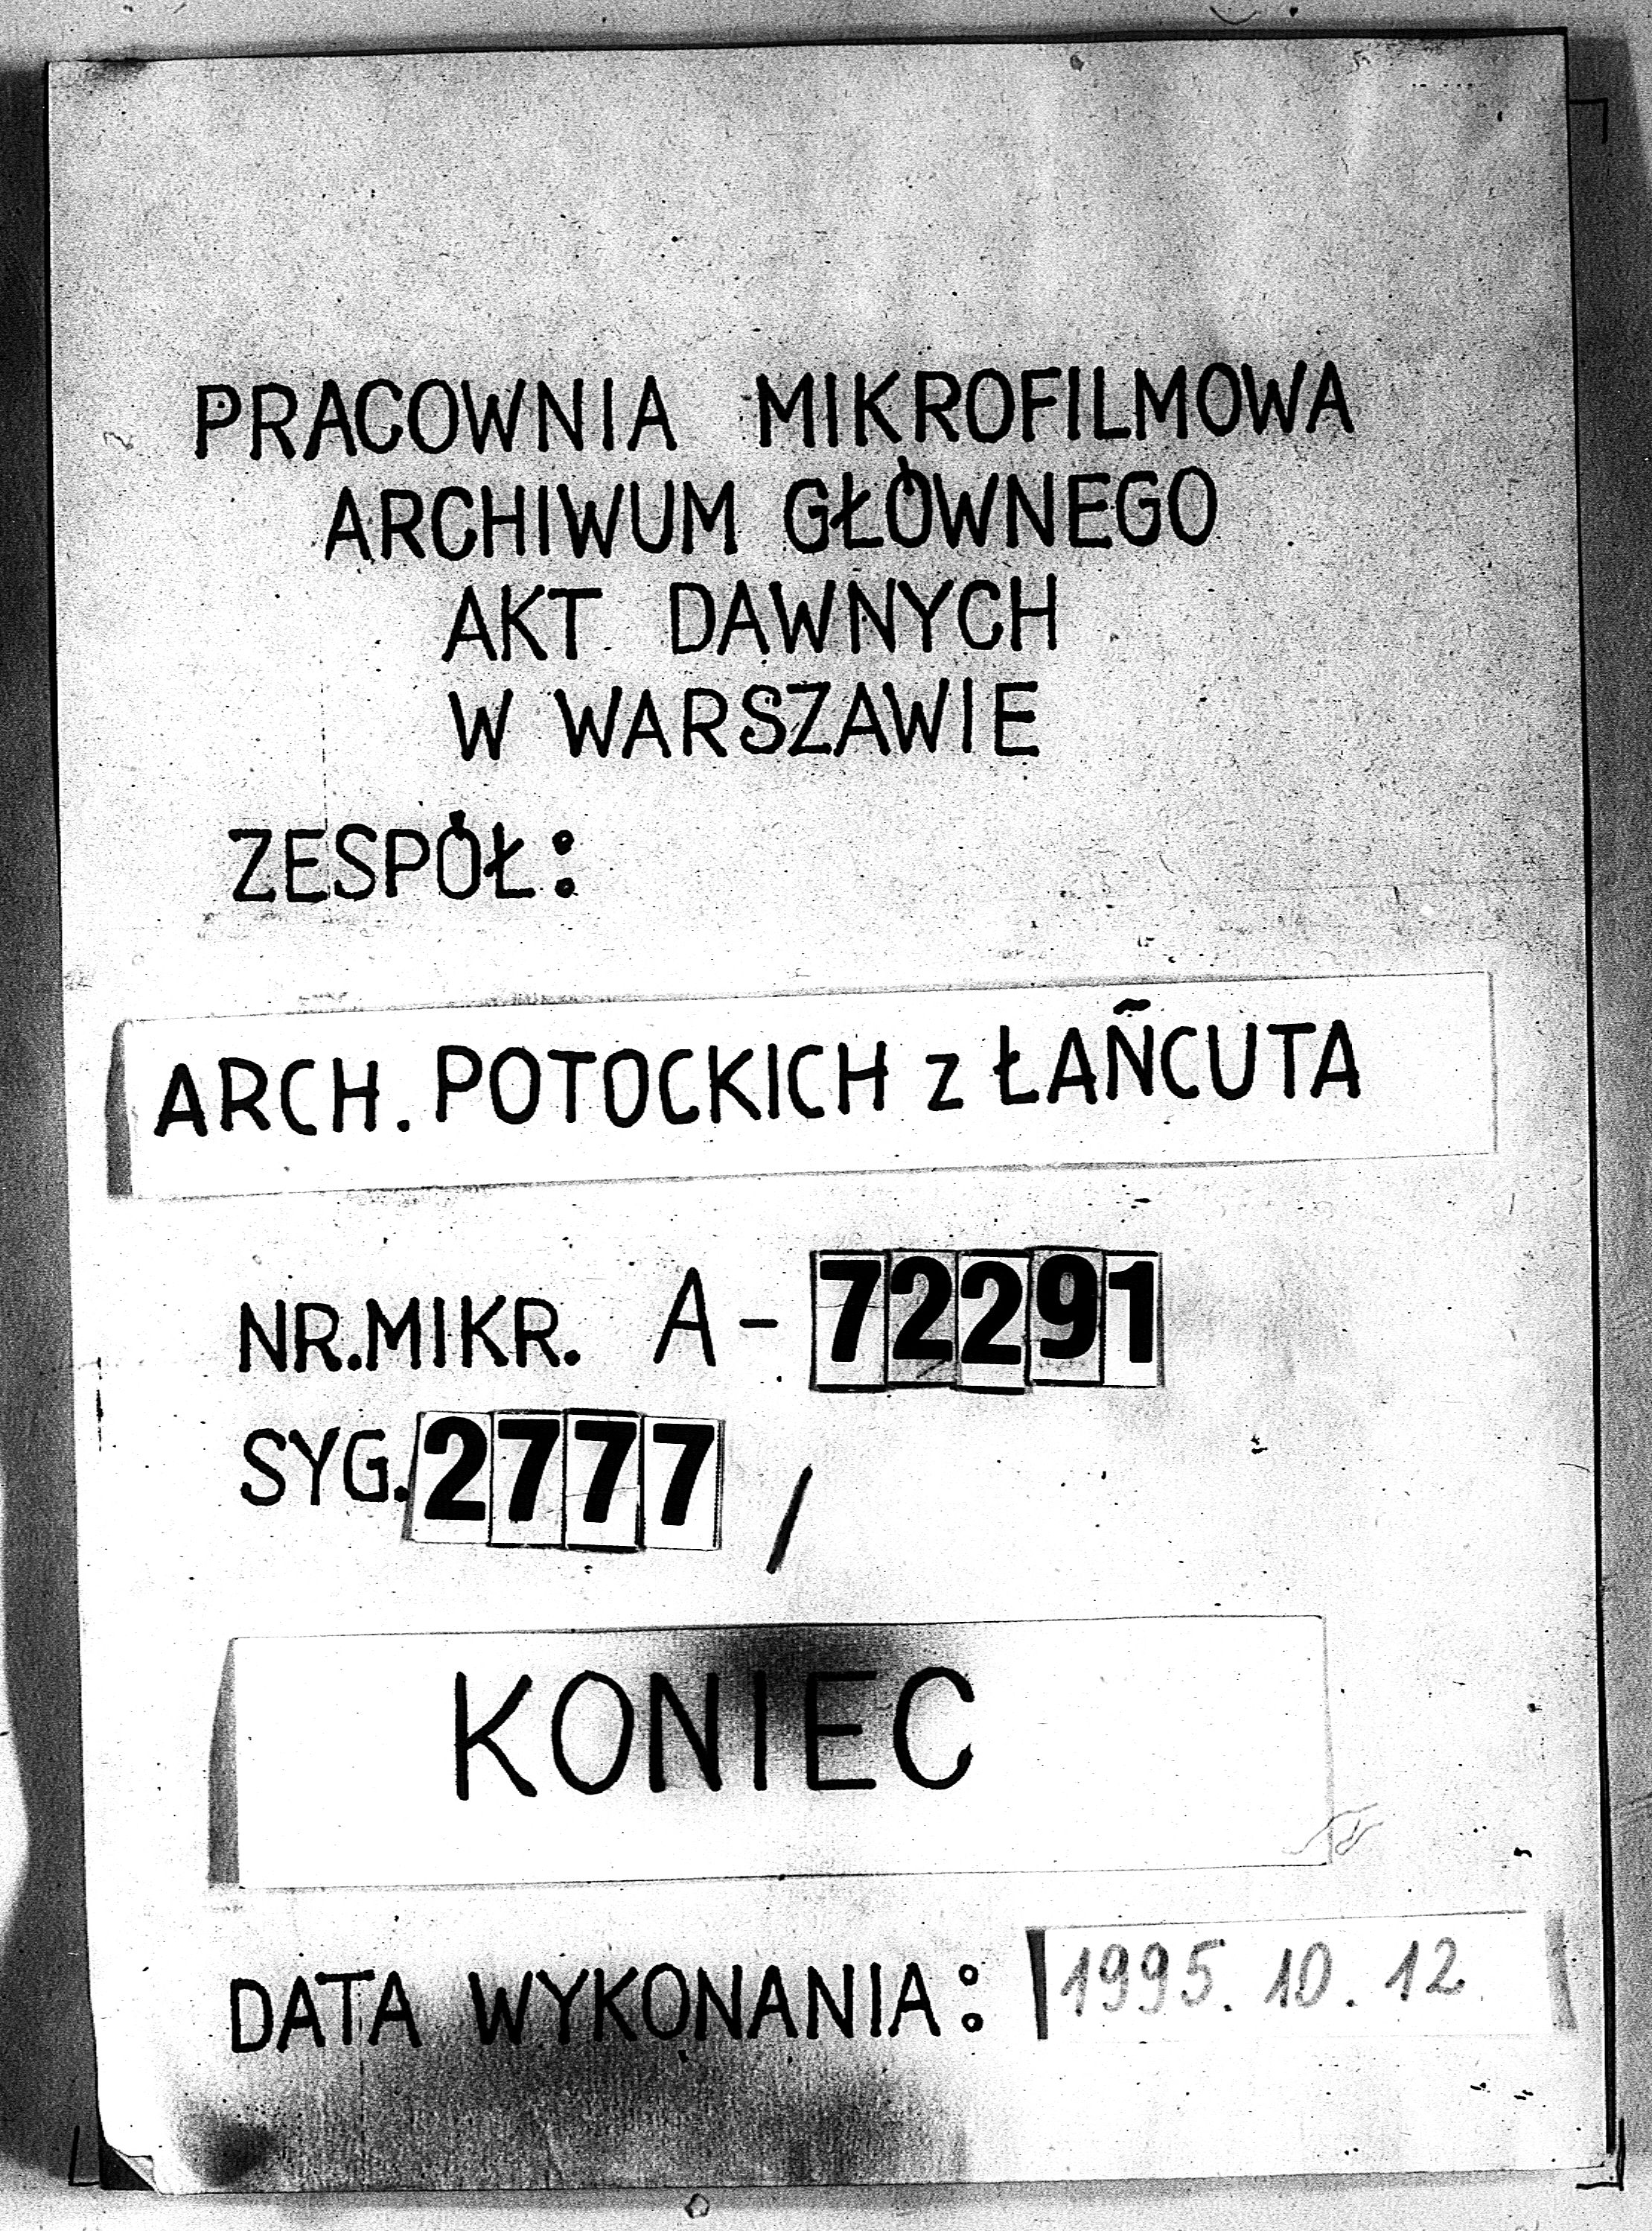 PRACOWNIA MIKROFILMOWA
ARCHIWUM GŁÓWNEGO
AKT DAWNYCH
W WARSZAWIE
ZESPÓŁ:
ARCH. POTOCKICH z ŁAŃCUTA
NR.MIKR. A-72291
SYG.2777 /
KONIEC
DATA WYKONANIA: 1995.10.12